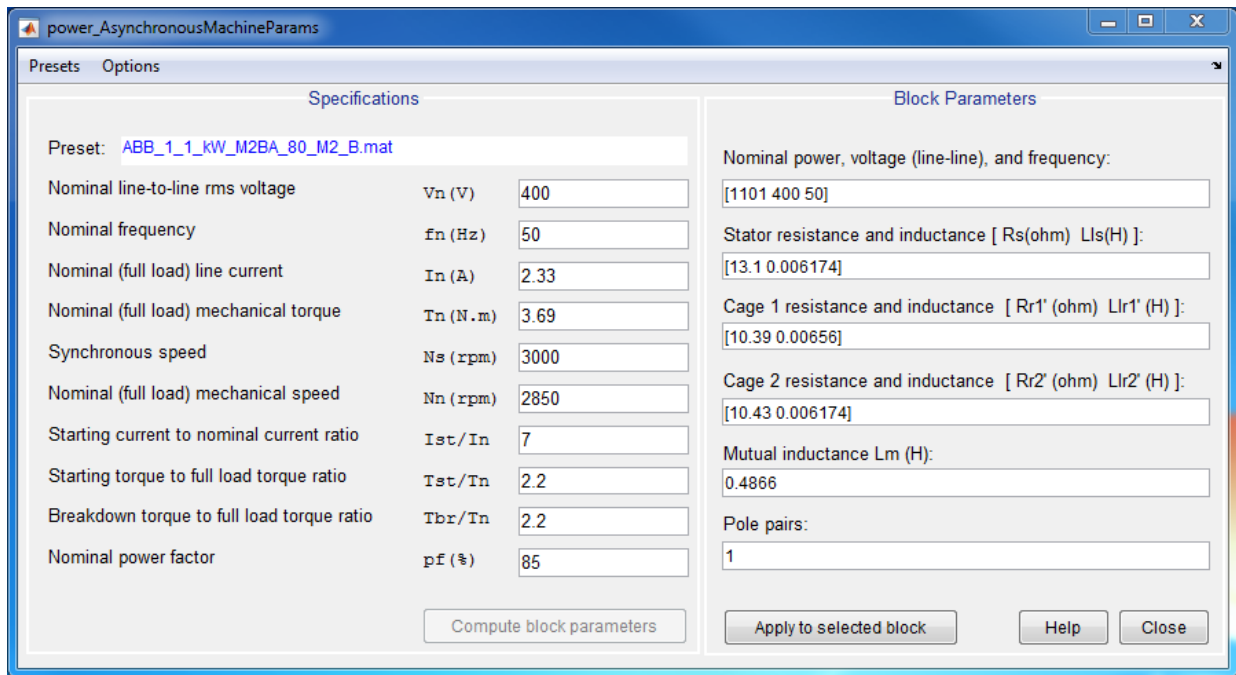 power_AsynchronousMachineParams
Presets Options
Specifications
Preset: ABB_1_1_kW_M2BA_80_M2_B.mat
Nominal line-to-line rms voltage Vn (V) 400
Nominal frequency fn (Hz) 50
Nominal (full load) line current In (A) 2.33
Nominal (full load) mechanical torque Tn (N.m) 3.69
Synchronous speed Ns (rpm) 3000
Nominal (full load) mechanical speed Nn (rpm) 2850
Starting current to nominal current ratio Ist/In 7
Starting torque to full load torque ratio Tst/Tn 2.2
Breakdown torque to full load torque ratio Tbr/Tn 2.2
Nominal power factor pf (%) 85
Compute block parameters
Block Parameters
Nominal power, voltage (line-line), and frequency:
[1101 400 50]
Stator resistance and inductance [ Rs(ohm) Lls(H) ]:
[13.1 0.006174]
Cage 1 resistance and inductance [ Rr1' (ohm) Llr1' (H) ]:
[10.39 0.00656]
Cage 2 resistance and inductance [ Rr2' (ohm) Llr2' (H) ]:
[10.43 0.006174]
Mutual inductance Lm (H):
0.4866
Pole pairs:
1
Apply to selected block Help Close